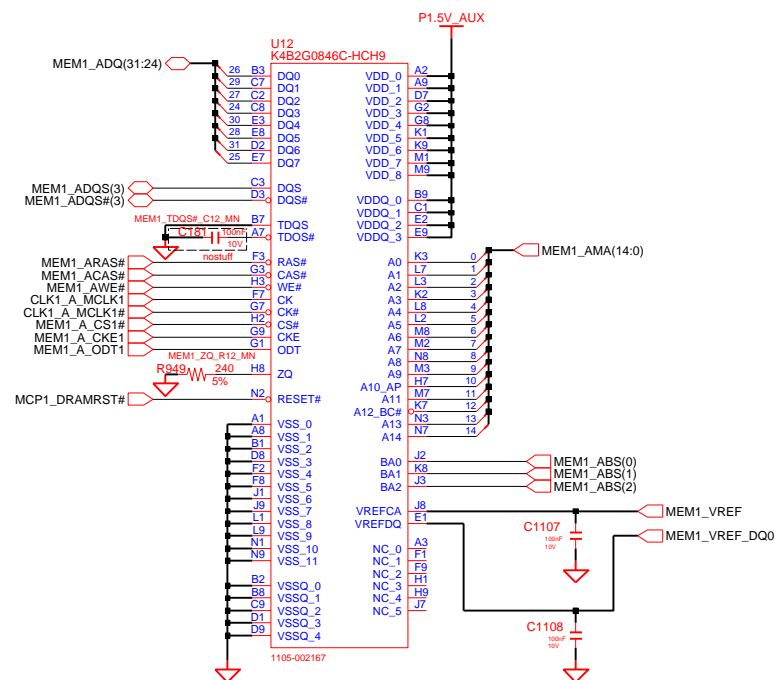 P1.5V_AUX
U12
K4B2G0846C-HCH9
MEM1_ADQ(31:24)
26 B3 DQ0 VDD_0 A2
29 C7 DQ1 VDD_1 A9
27 C2 DQ2 VDD_2 D7
24 C8 DQ3 VDD_3 G2
30 E3 DQ4 VDD_4 G8
28 E8 DQ5 VDD_5 K1
31 D2 DQ6 VDD_6 K9
25 E7 DQ7 VDD_7 M1
VDD_8 M9
MEM1_ADQS(3) C3 DQS
MEM1_ADQS#(3) D3 DQS# VDDQ_0 B9
VDDQ_1 C1
MEM1_TDQS#_C12_MN B7 TDQS VDDQ_2 E2
C181 100nF A7 TDOS# VDDQ_3 E9
10V
nostuff
MEM1_AMA(14:0)
MEM1_ARAS# F3 RAS# A0 K3 0
MEM1_ACAS# G3 CAS# A1 L7 1
MEM1_AWE# H3 WE# A2 L3 2
CLK1_A_MCLK1 F7 CK A3 K2 3
CLK1_A_MCLK1# G7 CK# A4 L8 4
MEM1_A_CS1# H2 CS# A5 L2 5
MEM1_A_CKE1 G9 CKE A6 M8 6
MEM1_A_ODT1 G1 ODT A7 M2 7
MEM1_ZQ_R12_MN A8 N8 8
R949 240 H8 ZQ A9 M3 9
5% A10_AP H7 10
MCP1_DRAMRST# N2 RESET# A11 M7 11
A12_BC# K7 12
A1 VSS_0 A13 N3 13
A8 VSS_1 A14 N7 14
B1 VSS_2
D8 VSS_3 BA0 J2 MEM1_ABS(0)
F2 VSS_4 BA1 K8 MEM1_ABS(1)
F8 VSS_5 BA2 J3 MEM1_ABS(2)
J1 VSS_6
J9 VSS_7 VREFCA J8 MEM1_VREF
L1 VSS_8 VREFDQ E1
L9 VSS_9 C1107 MEM1_VREF_DQ0
N1 VSS_10 NC_0 A3 100nF
N9 VSS_11 NC_1 F1 10V
NC_2 F9
B2 VSSQ_0 NC_3 H1
B8 VSSQ_1 NC_4 H9
C9 VSSQ_2 NC_5 J7
D1 VSSQ_3 C1108
D9 VSSQ_4 100nF
10V
1105-002167